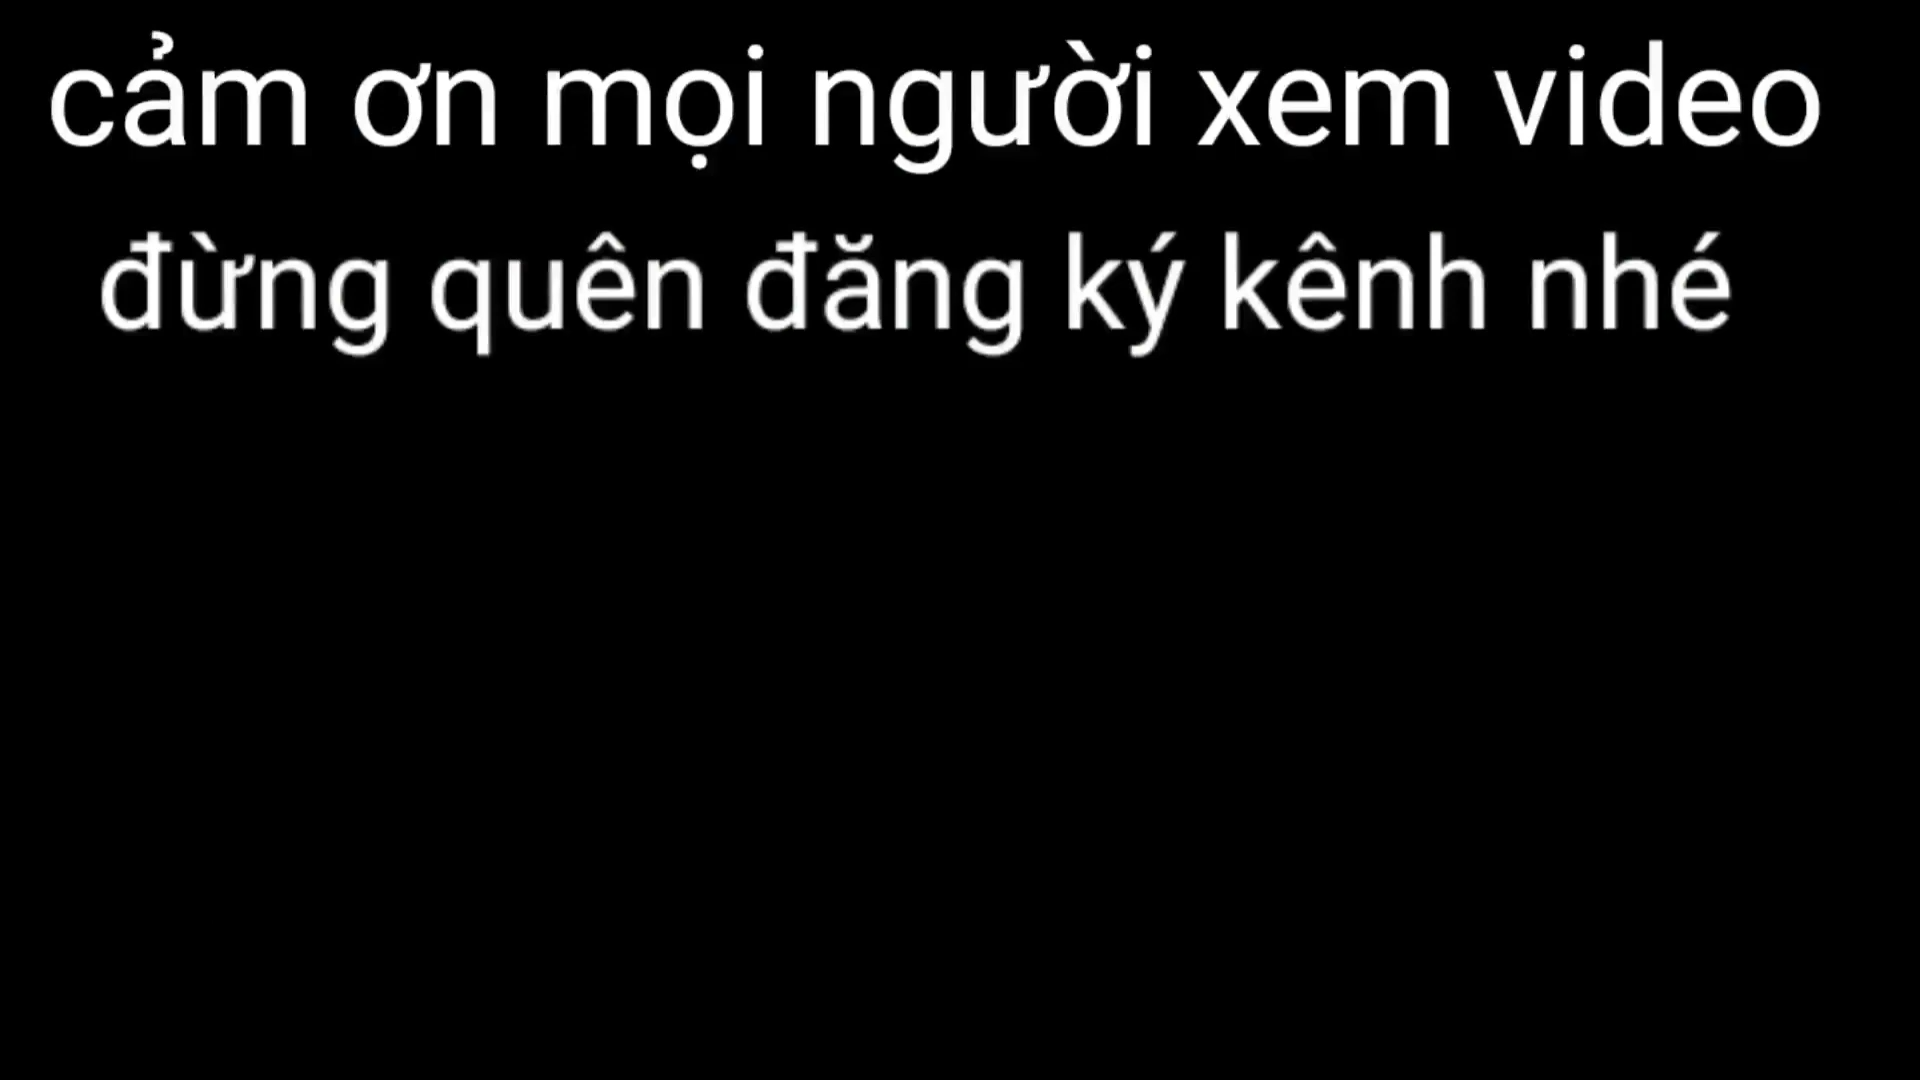 cảm ơn mọi người xem video
đừng quên đăng ký kênh nhé